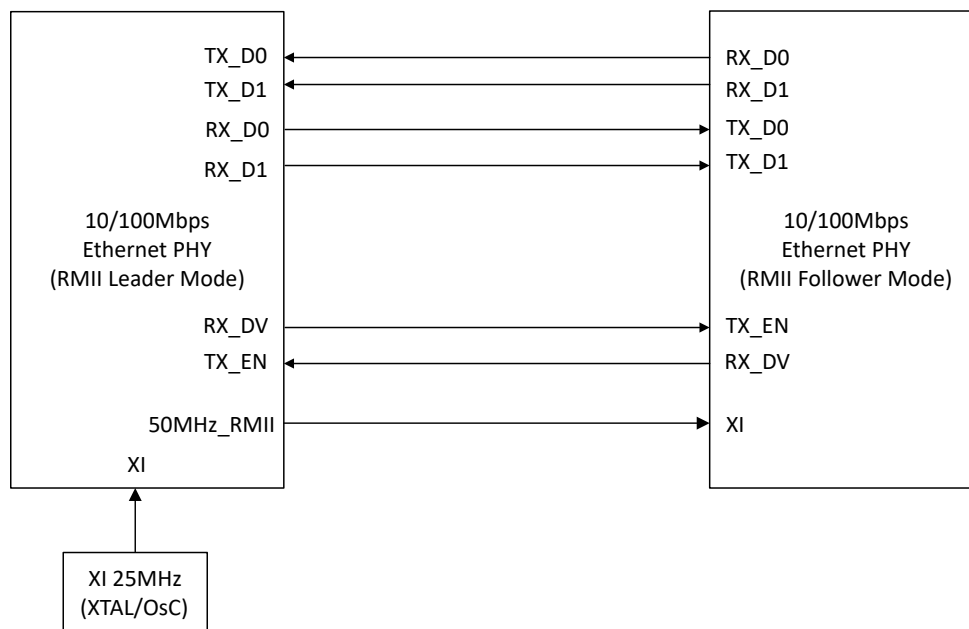 TX_D0
TX_D1
RX_D0
RX_D1
10/100Mbps
Ethernet PHY
(RMII Leader Mode)
RX_DV
TX_EN
50MHz_RMII
XI
XI 25MHz
(XTAL/OsC)
RX_D0
RX_D1
TX_D0
TX_D1
10/100Mbps
Ethernet PHY
(RMII Follower Mode)
TX_EN
RX_DV
XI